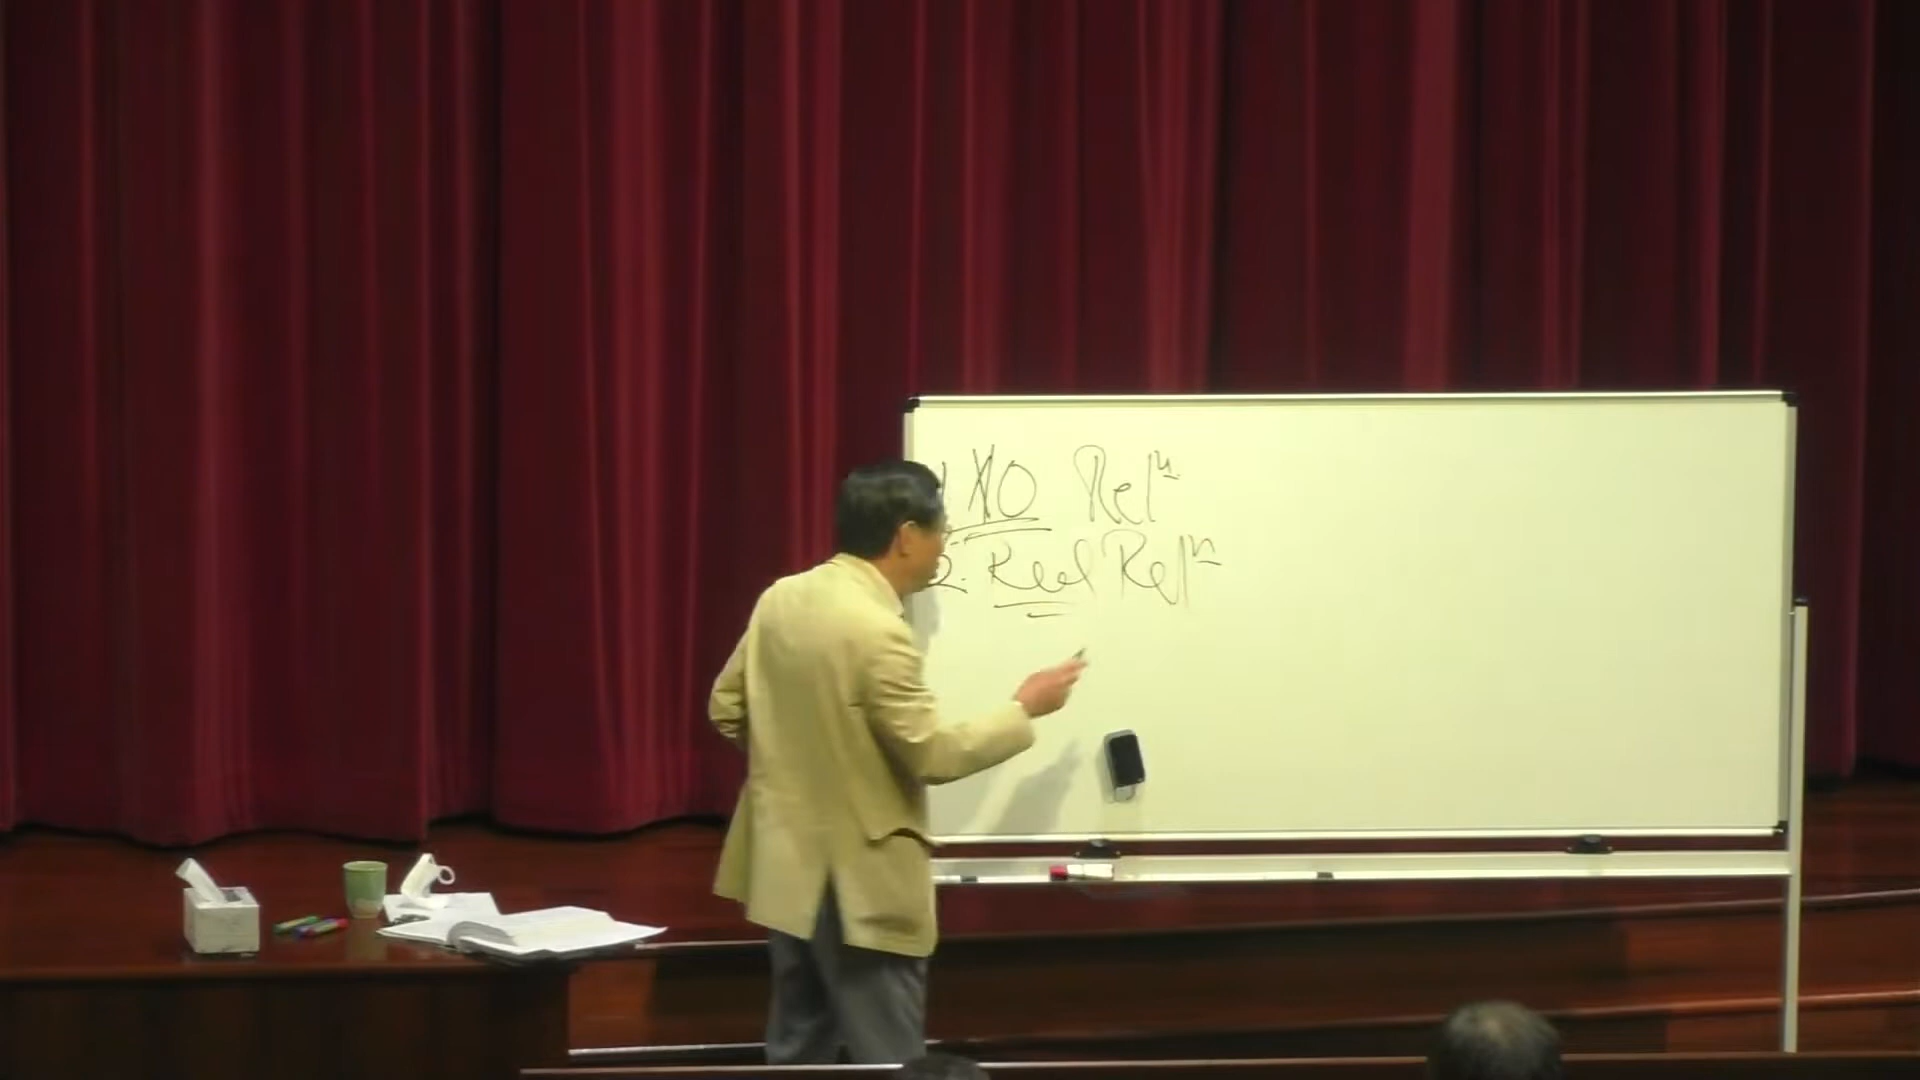 1. NO Relⁿ
2. Real Relⁿ